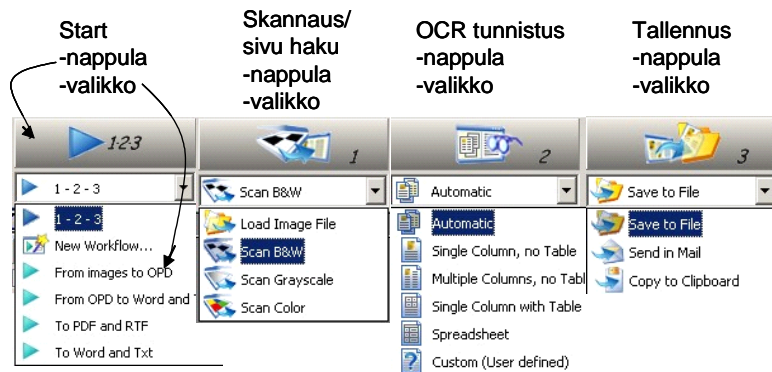 Start
-nappula
-valikko
Skannaus/
sivu haku
-nappula
-valikko
OCR tunnistus
-nappula
-valikko
Tallennus
-nappula
-valikko
1-2-3
1
2
3
1 - 2 - 3
Scan B&W
Automatic
Save to File
1 - 2 - 3
New Workflow...
From images to OPD
From OPD to Word and
To PDF and RTF
To Word and Txt
Load Image File
Scan B&W
Scan Grayscale
Scan Color
Automatic
Single Column, no Table
Multiple Columns, no Tabl
Single Column with Table
Spreadsheet
Custom (User defined)
Save to File
Send in Mail
Copy to Clipboard